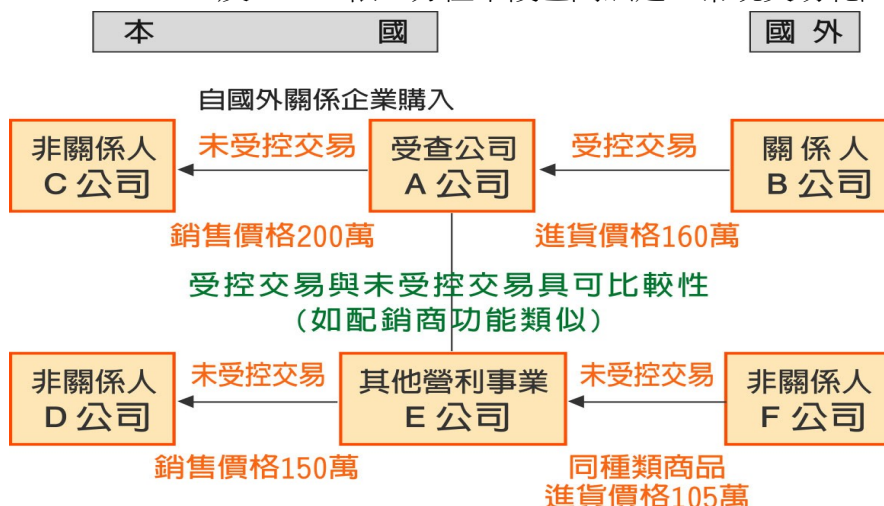 本 國
國 外
自國外關係企業購入
非關係人
C 公司
未受控交易
受查公司
A 公司
受控交易
關 係 人
B 公司
銷售價格200萬
進貨價格160萬
受控交易與未受控交易具可比較性
(如配銷商功能類似)
非關係人
D 公司
未受控交易
其他營利事業
E 公司
未受控交易
非關係人
F 公司
銷售價格150萬
同種類商品
進貨價格105萬